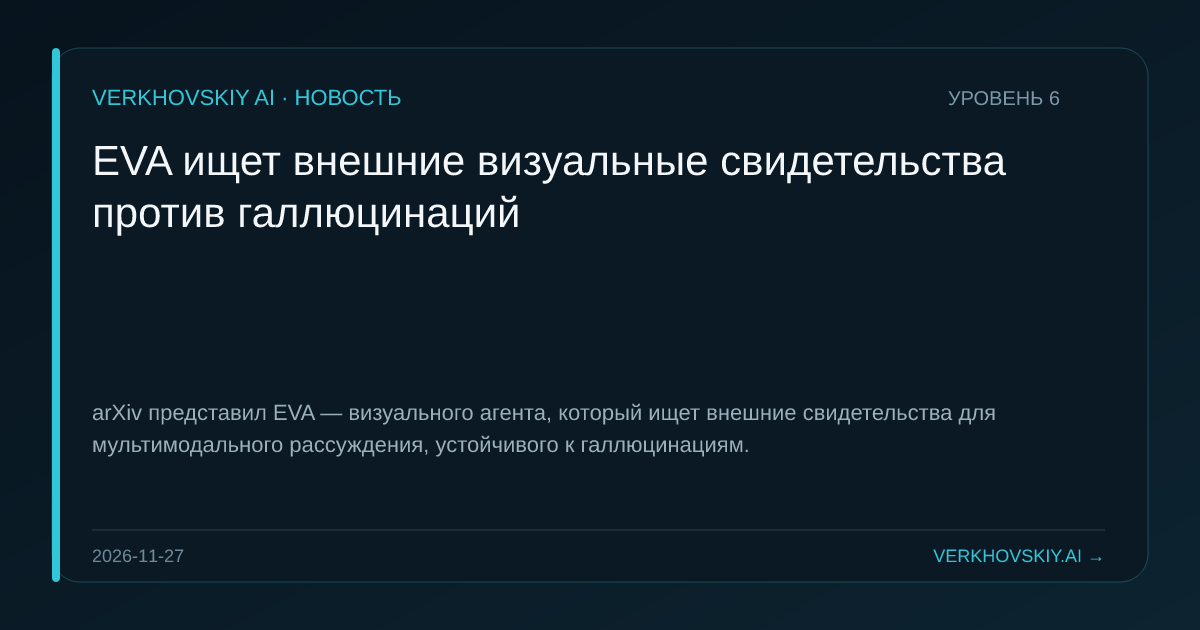 VERKHOVSKIY AI · НОВОСТЬ
УРОВЕНЬ 6
EVA ищет внешние визуальные свидетельства
против галлюцинаций
arXiv представил EVA — визуального агента, который ищет внешние свидетельства для
мультимодального рассуждения, устойчивого к галлюцинациям.
2026-11-27
VERKHOVSKIY.AI →